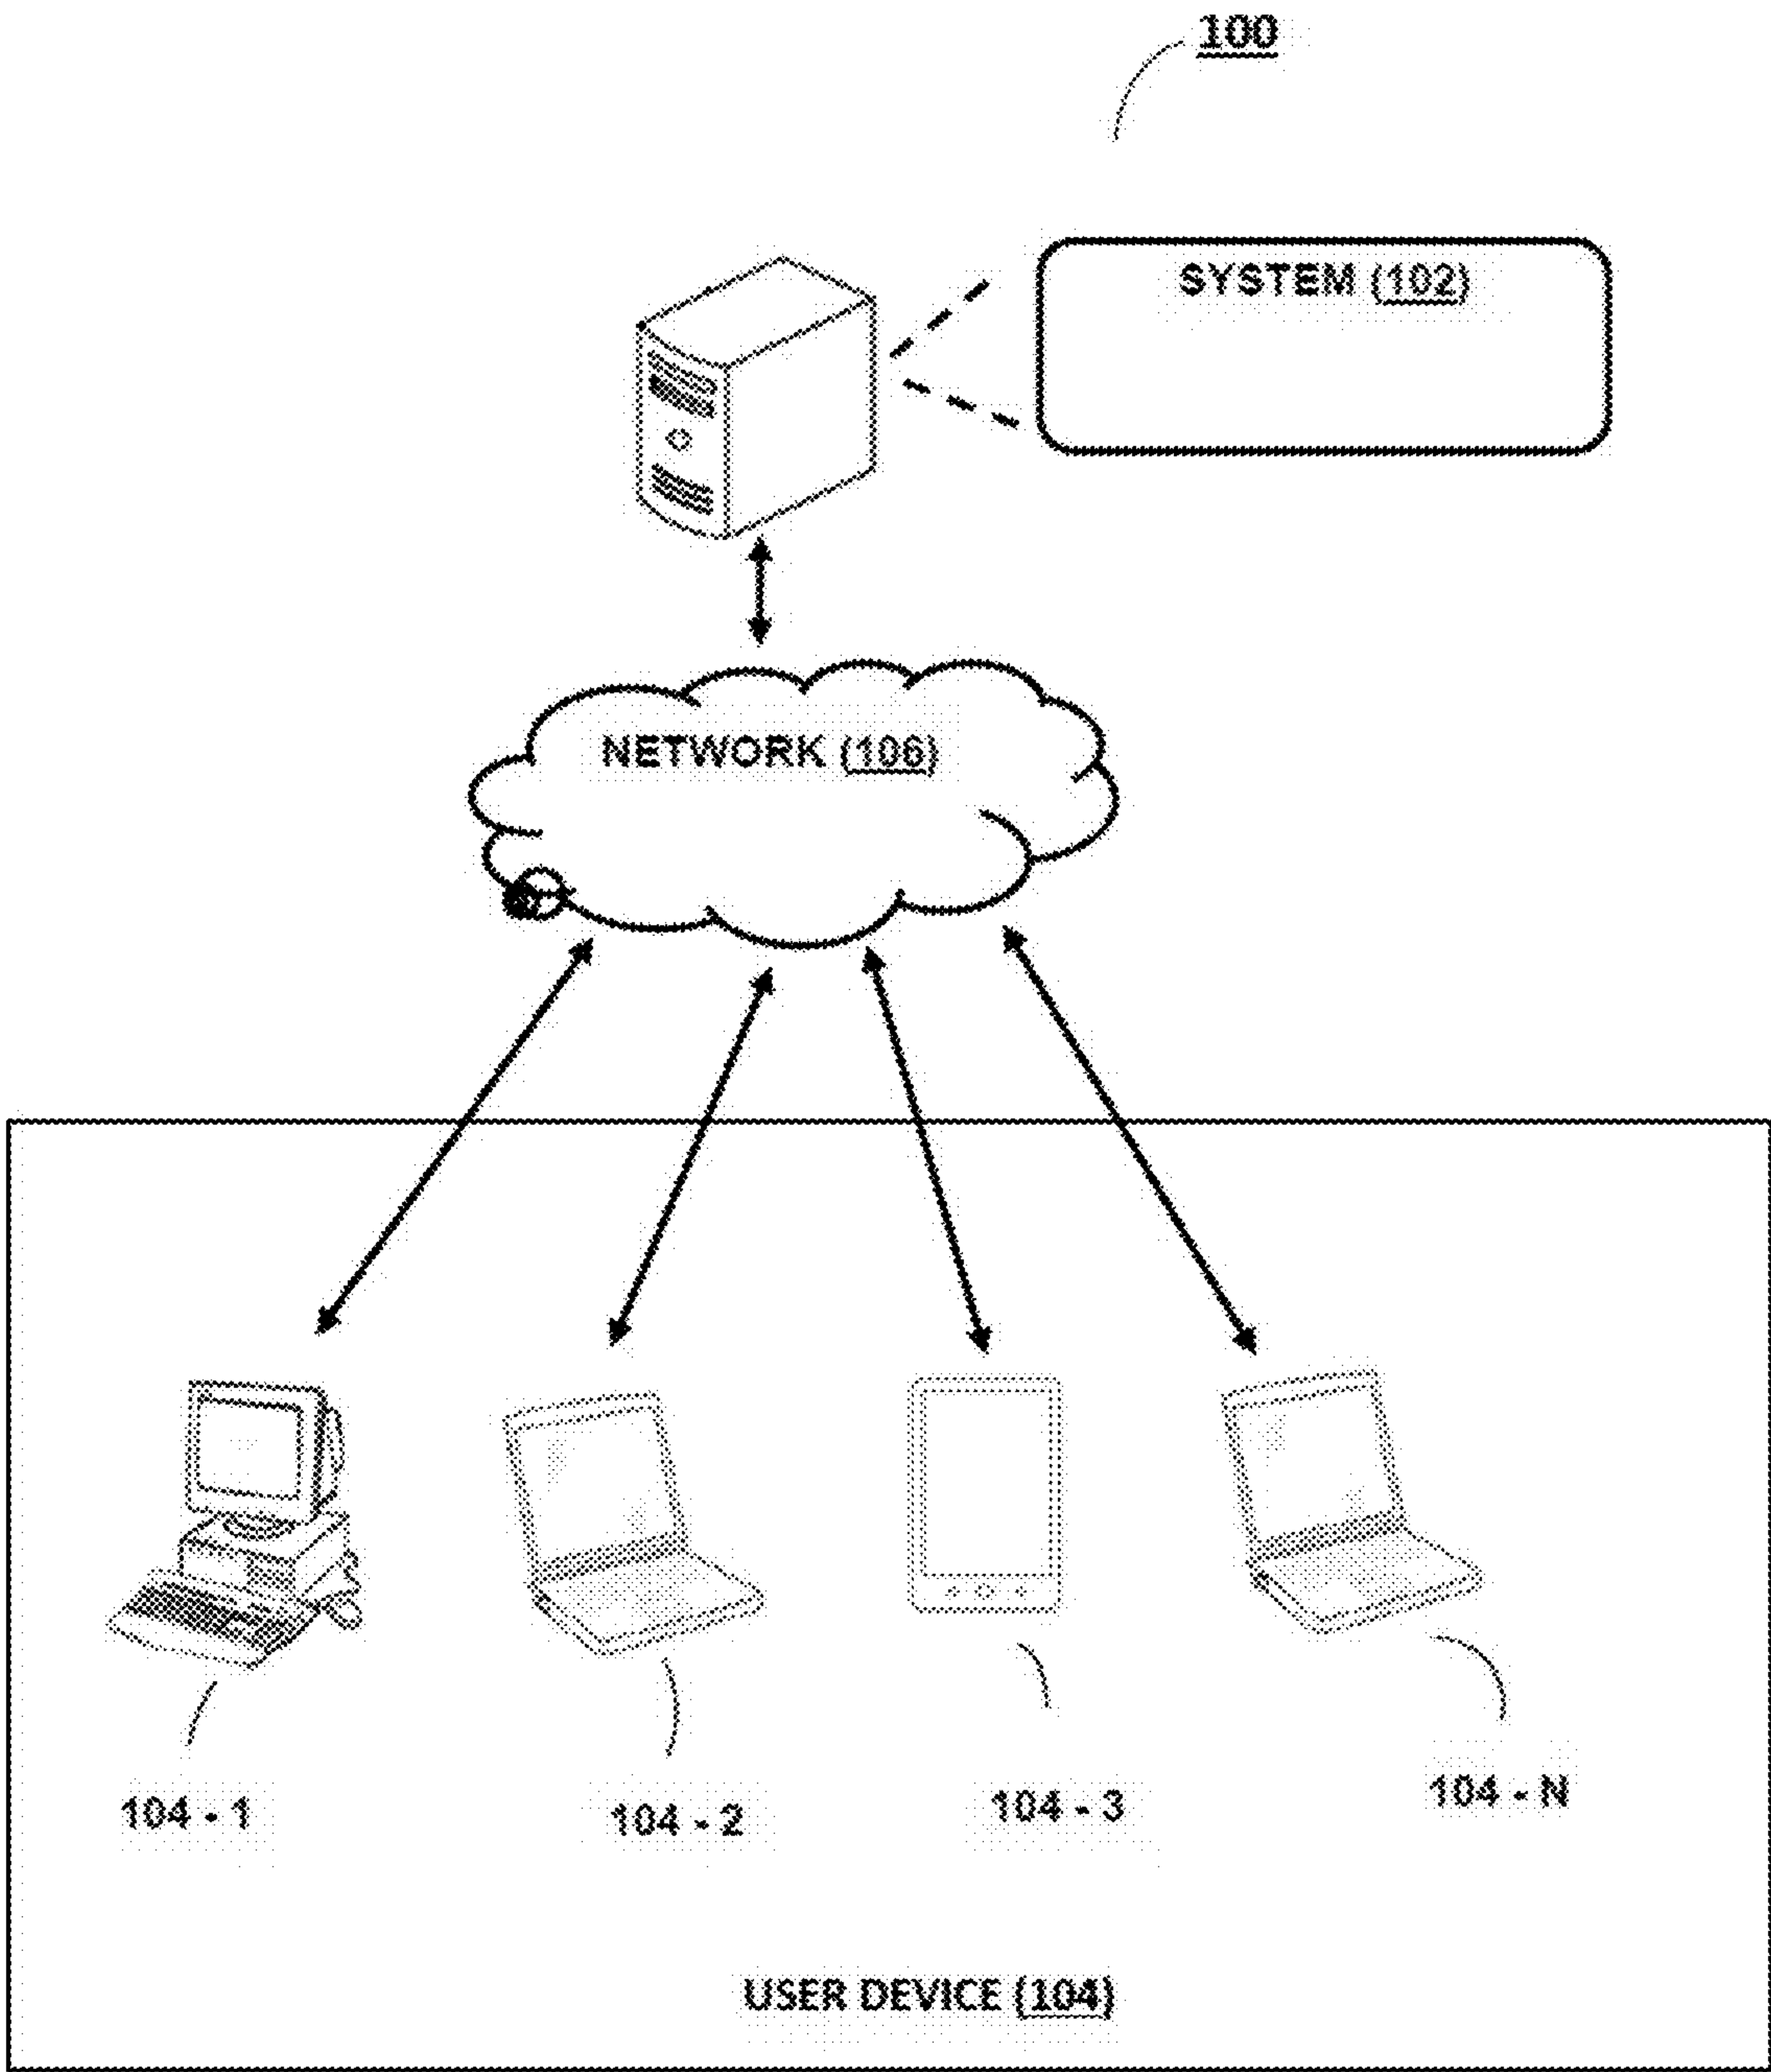 100
SYSTEM (102)
NETWORK (106)
104 - 1
104 - 2
104 - 3
104 - N
USER DEVICE (104)